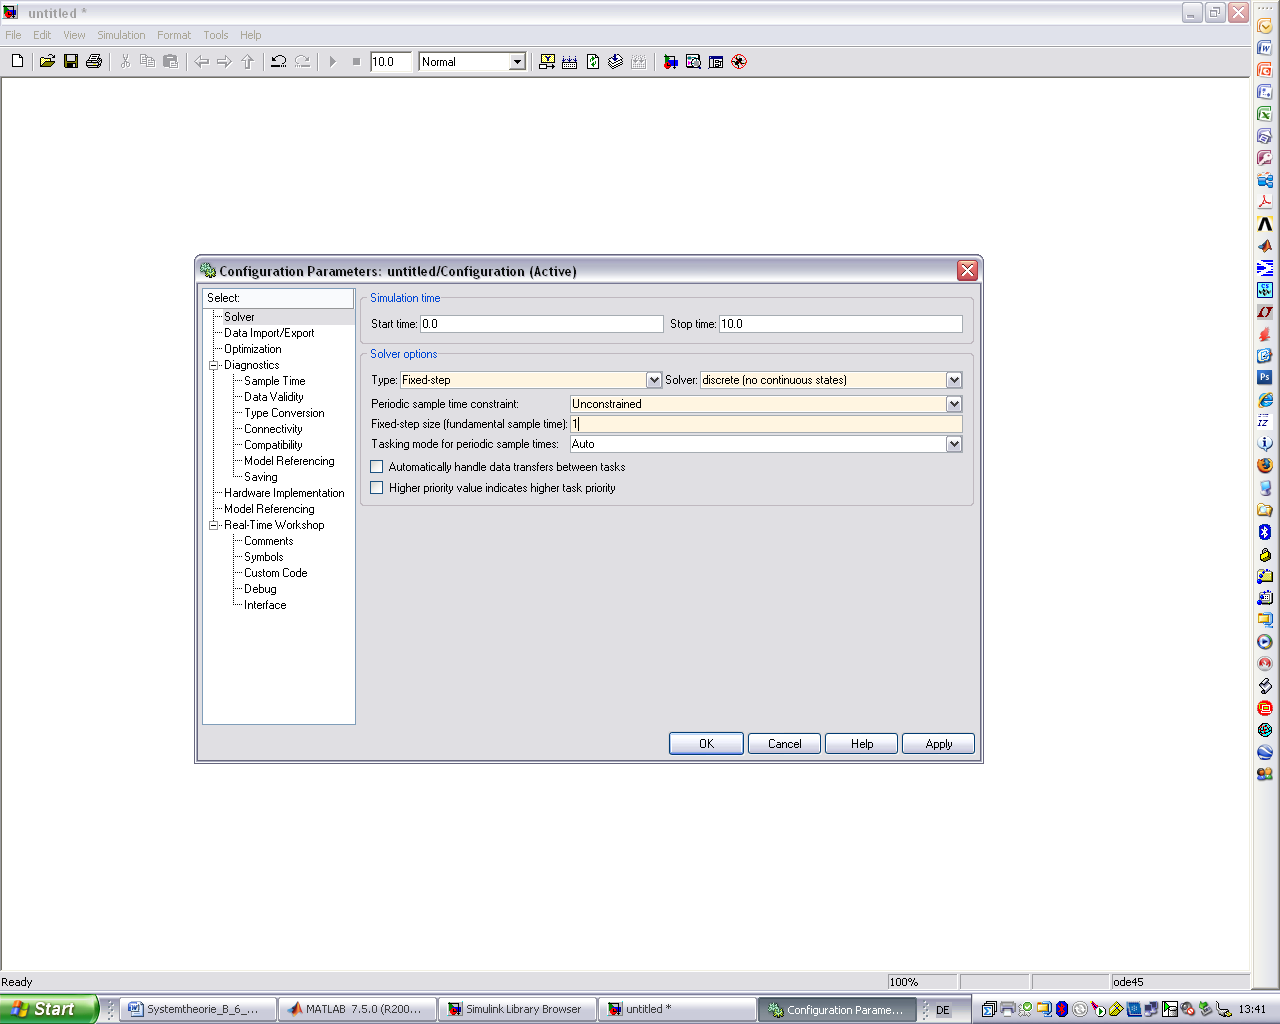 untitled *
File Edit View Simulation Format Tools Help
10.0 Normal
Configuration Parameters: untitled/Configuration (Active)
Select:
Solver
Data Import/Export
Optimization
Diagnostics
Sample Time
Data Validity
Type Conversion
Connectivity
Compatibility
Model Referencing
Saving
Hardware Implementation
Model Referencing
Real-Time Workshop
Comments
Symbols
Custom Code
Debug
Interface
Simulation time
Start time: 0.0 Stop time: 10.0
Solver options
Type: Fixed-step Solver: discrete (no continuous states)
Periodic sample time constraint: Unconstrained
Fixed-step size (fundamental sample time): 1
Tasking mode for periodic sample times: Auto
Automatically handle data transfers between tasks
Higher priority value indicates higher task priority
OK Cancel Help Apply
Ready 100% ode45
Start Systemtheorie_B_6_... MATLAB 7.5.0 (R200... Simulink Library Browser untitled * Configuration Parame... DE 13:41